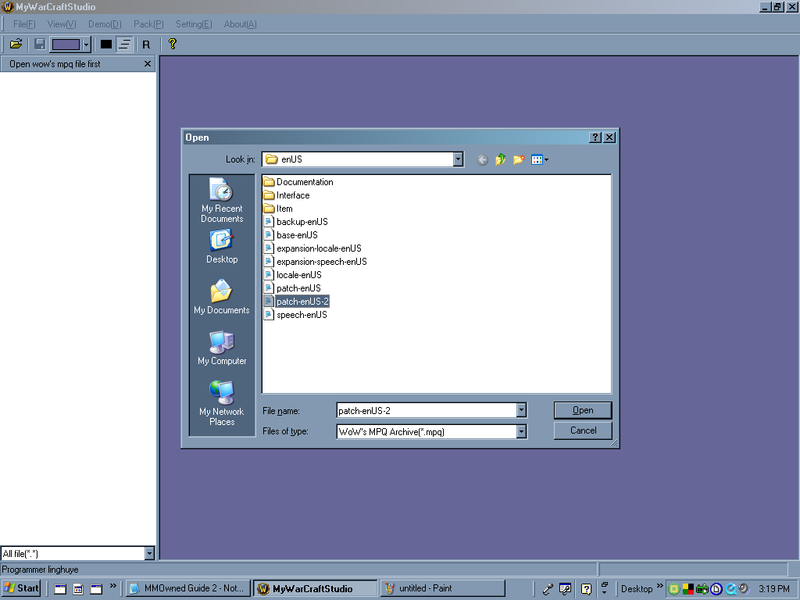 MyWarCraftStudio
File(F) View(V) Demo(D) Pack(P) Setting(E) About(A)
R ?
Open wow's mpq file first
Open
Look in: enUS
My Recent Documents
Desktop
My Documents
My Computer
My Network Places
Documentation
Interface
Item
backup-enUS
base-enUS
expansion-locale-enUS
expansion-speech-enUS
locale-enUS
patch-enUS
patch-enUS-2
speech-enUS
File name: patch-enUS-2 Open
Files of type: WoW"s MPQ Archive(*.mpq) Cancel
All file(*.*)
Programmer linghuye
Start MMOwned Guide 2 - Not... MyWarCraftStudio untitled - Paint Desktop 3:19 PM